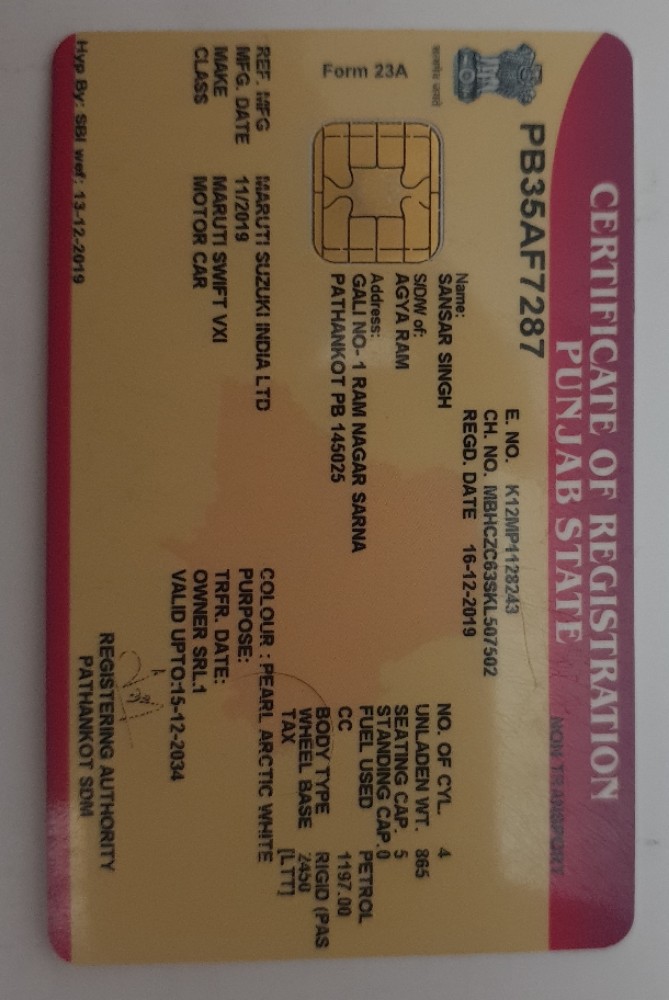 CERTIFICATE OF REGISTRATION
PUNJAB STATE
NON TRANSPORT
PB35AF7287
Form 23A
E. NO. K12MP1128243
CH. NO. MBHCZC63SKL507502
REGD. DATE 16-12-2019
Name:
SANSAR SINGH
S/D/W of:
AGYA RAM
Address:
GALI NO- 1 RAM NAGAR SARNA
PATHANKOT PB 145025
NO. OF CYL. 4
UNLADEN WT. 865
SEATING CAP. 5
STANDING CAP.0
FUEL USED PETROL
CC 1197.00
BODY TYPE RIGID (PAS
WHEEL BASE 2450
TAX [LTT]
REF. MFG MARUTI SUZUKI INDIA LTD
MFG. DATE 11/2019
MAKE MARUTI SWIFT VXI
CLASS MOTOR CAR
COLOUR : PEARL ARCTIC WHITE
PURPOSE:
TRFR. DATE:
OWNER SRL.1
VALID UPTO:15-12-2034
REGISTERING AUTHORITY
PATHANKOT SDM
Hyp By: SBI wef: 13-12-2019